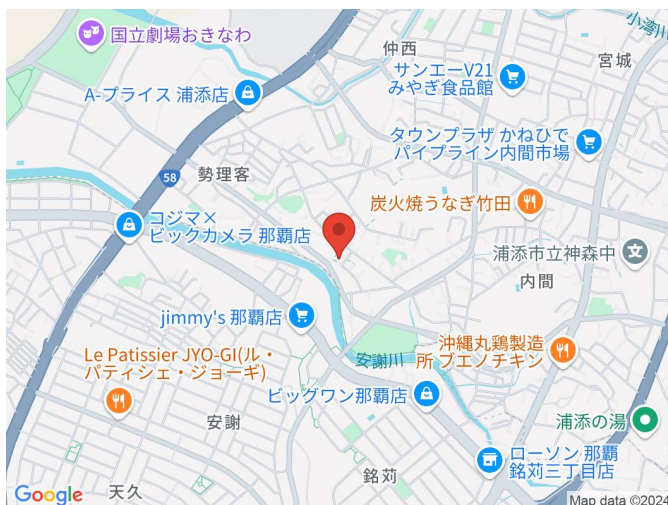 国立劇場おきなわ
仲西
小湾川
宮城
サンエーV21
みやぎ食品館
A-プライス 浦添店
タウンプラザ かねひで
パイプライン内間市場
58
勢理客
炭火焼うなぎ竹田
コジマ×
ビックカメラ 那覇店
浦添市立神森中
文
内間
jimmy's 那覇店
沖縄丸鶏製造
所 ブエノチキン
安謝川
Le Patissier JYO-GI(ル・
パティシェ・ジョーギ)
ビッグワン那覇店
安謝
浦添の湯
ローソン 那覇
銘苅三丁目店
銘苅
天久
Google
Map data ©2024